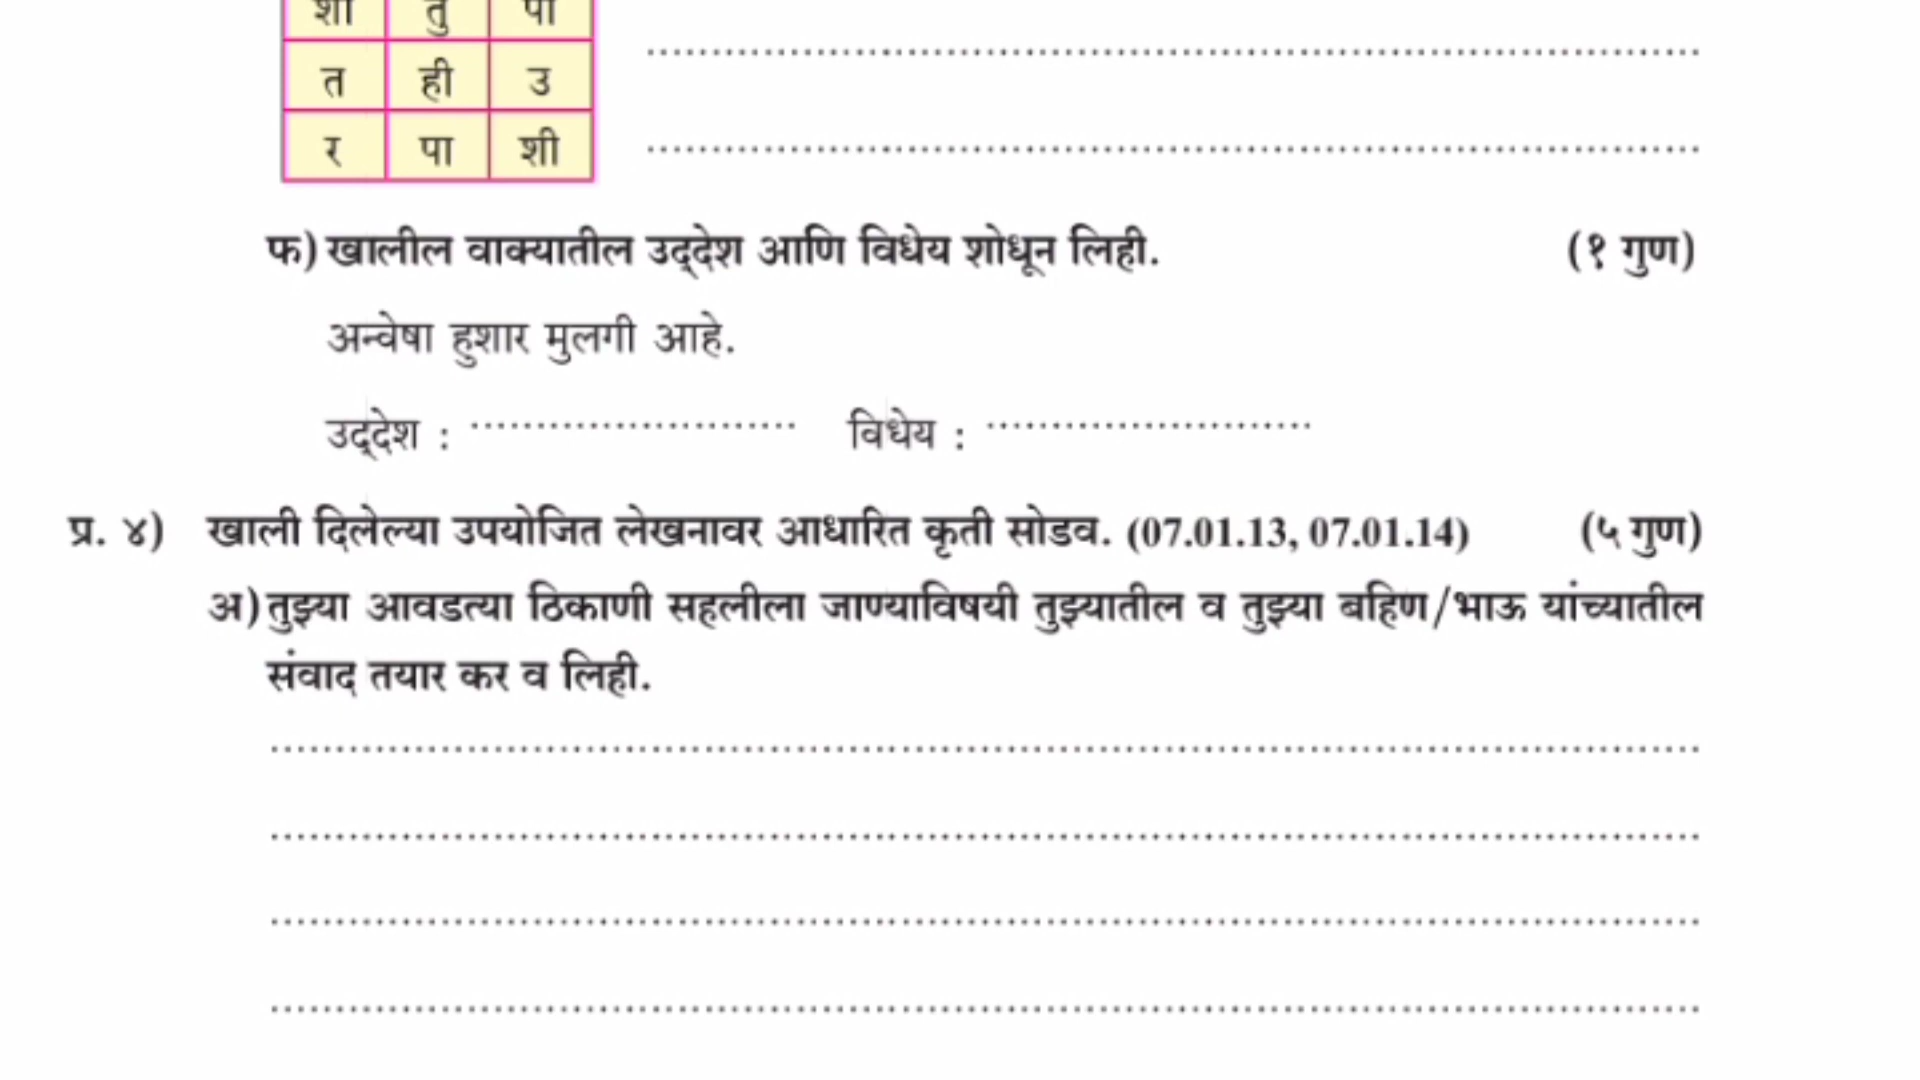 शी तु पा
त ही उ
र पा शी
फ) खालील वाक्यातील उद्‌देश आणि विधेय शोधून लिही. (१ गुण)
अन्वेषा हुशार मुलगी आहे.
उद्‌देश : ........................ विधेय : ........................
प्र. ४) खाली दिलेल्या उपयोजित लेखनावर आधारित कृती सोडव. (07.01.13, 07.01.14) (५ गुण)
अ) तुझ्या आवडत्या ठिकाणी सहलीला जाण्याविषयी तुझ्यातील व तुझ्या बहिण/भाऊ यांच्यातील
संवाद तयार कर व लिही.